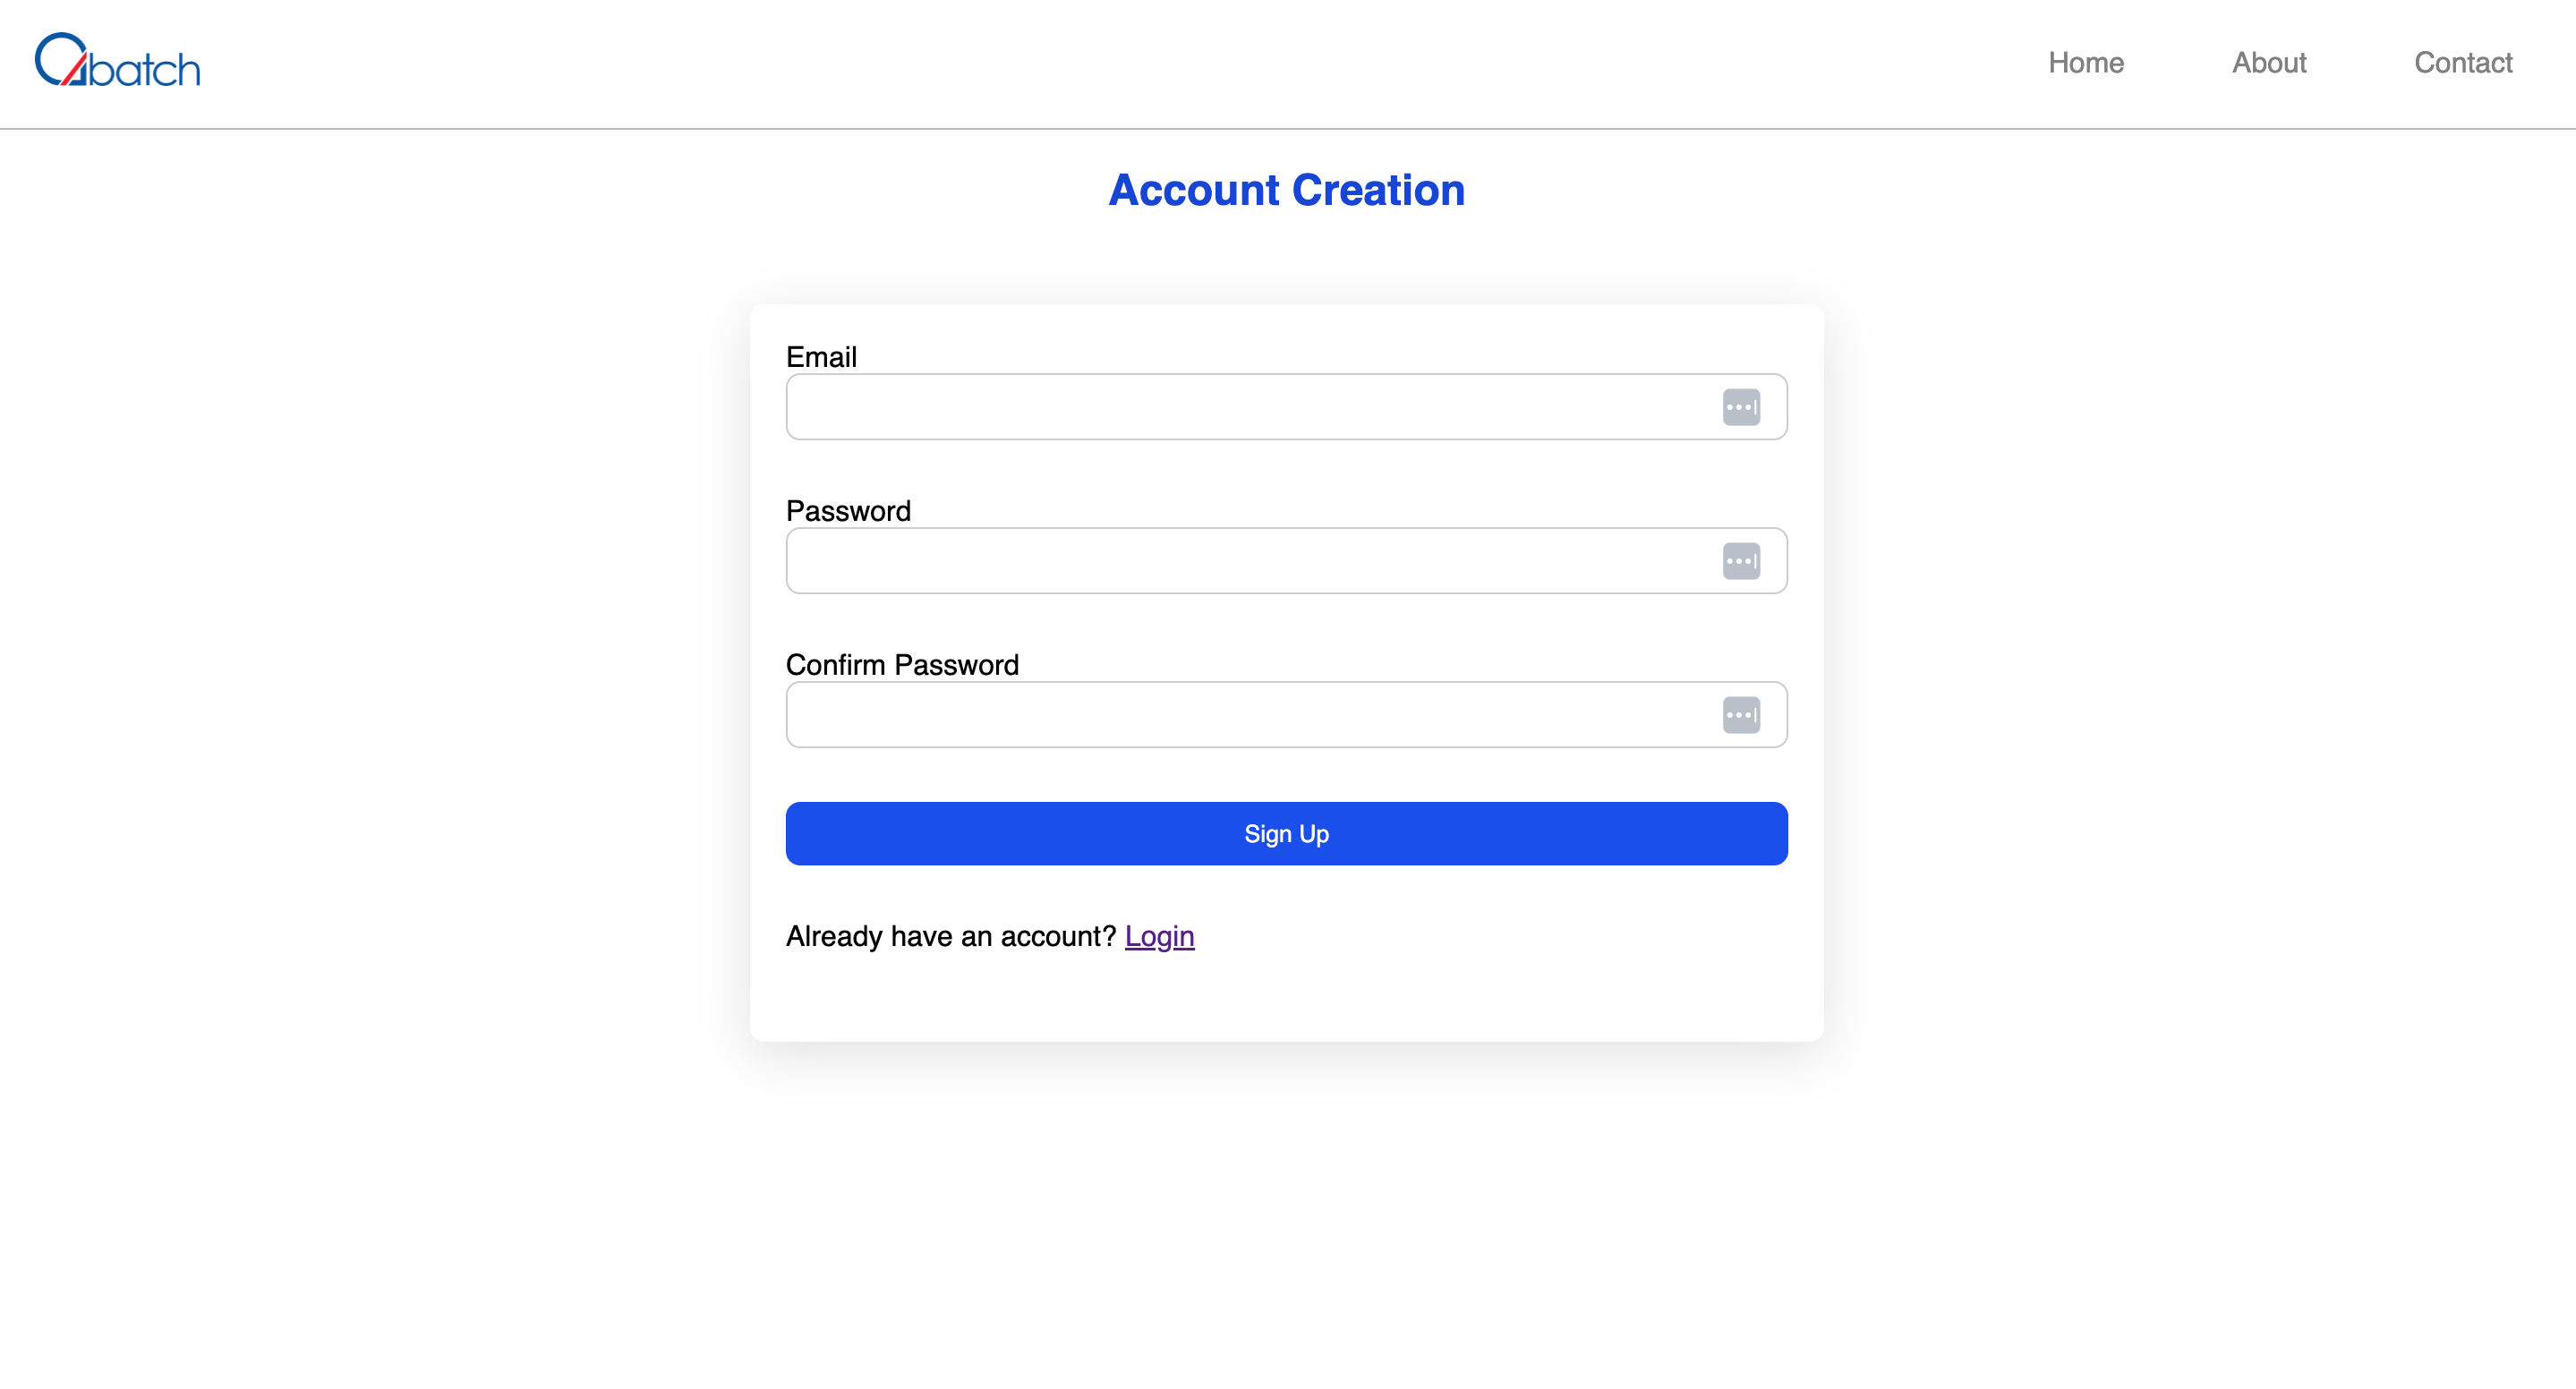 Qbatch
Home About Contact
Account Creation
Email
Password
Confirm Password
Sign Up
Already have an account? Login